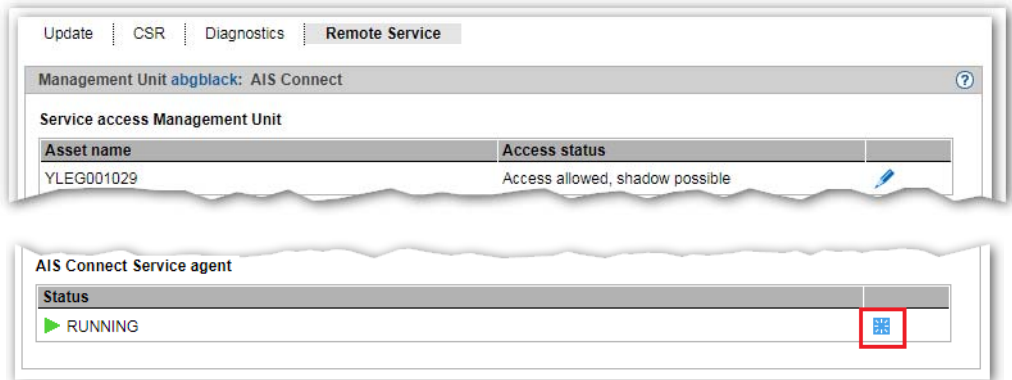 Update CSR Diagnostics Remote Service
Management Unit abgblack: AIS Connect ?
Service access Management Unit
Asset name Access status
YLEG001029 Access allowed, shadow possible
AIS Connect Service agent
Status
RUNNING